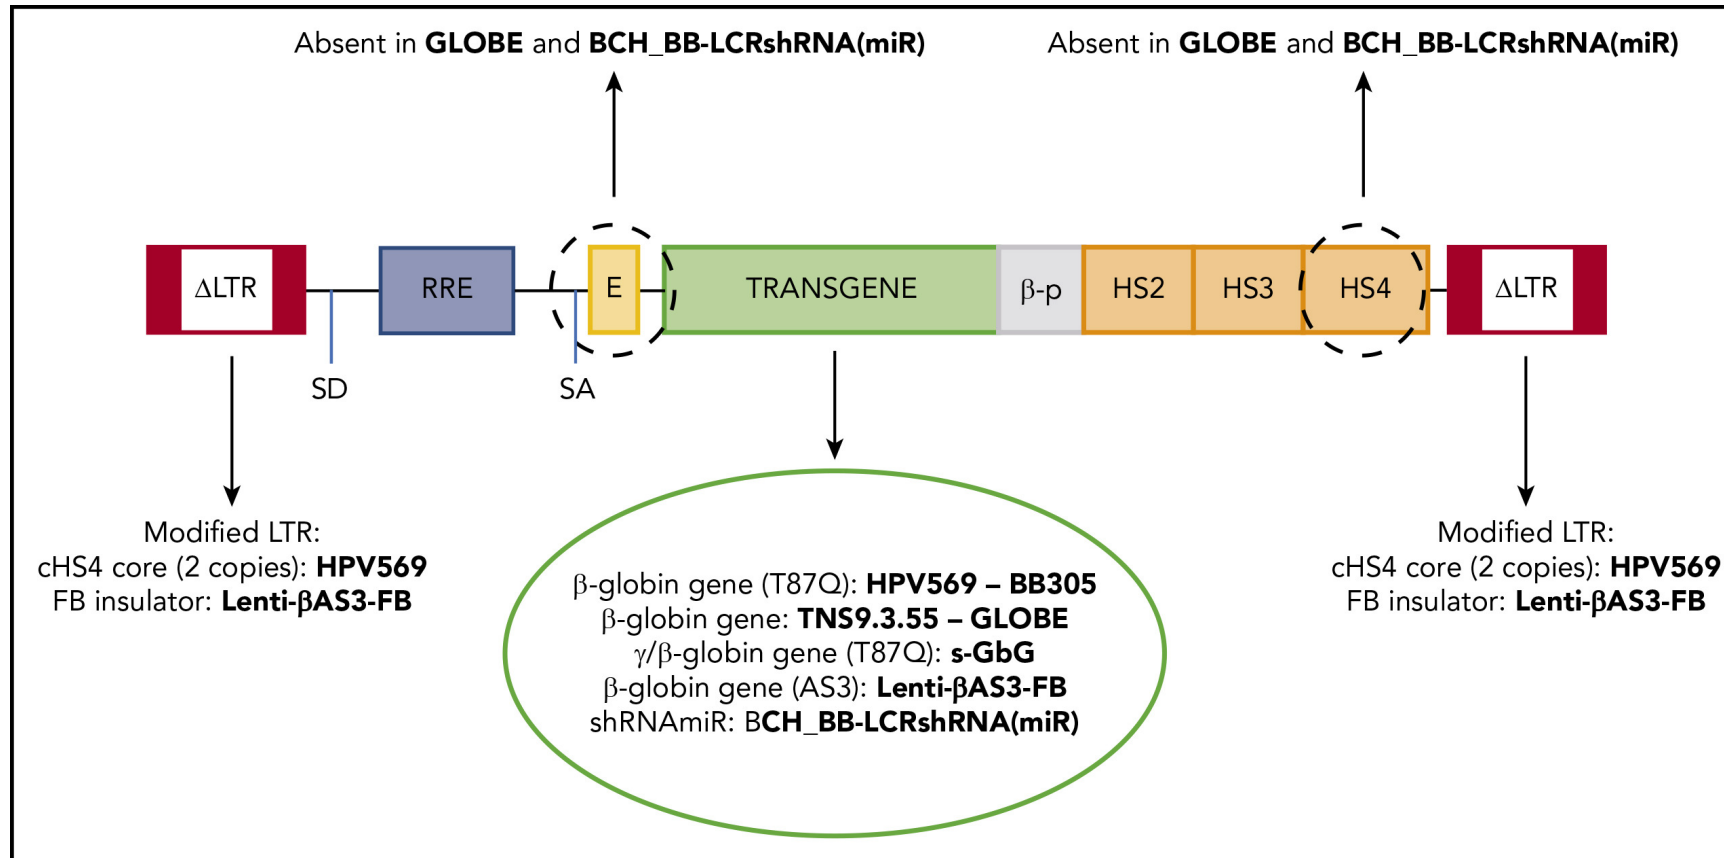 Absent in GLOBE and BCH_BB-LCRshRNA(miR)
Absent in GLOBE and BCH_BB-LCRshRNA(miR)
ΔLTR
RRE
E
TRANSGENE
β-p
HS2
HS3
HS4
ΔLTR
SD
SA
Modified LTR:
cHS4 core (2 copies): HPV569
FB insulator: Lenti-βAS3-FB
β-globin gene (T87Q): HPV569 – BB305
β-globin gene: TNS9.3.55 – GLOBE
γ/β-globin gene (T87Q): s-GbG
β-globin gene (AS3): Lenti-βAS3-FB
shRNAmiR: BCH_BB-LCRshRNA(miR)
Modified LTR:
cHS4 core (2 copies): HPV569
FB insulator: Lenti-βAS3-FB